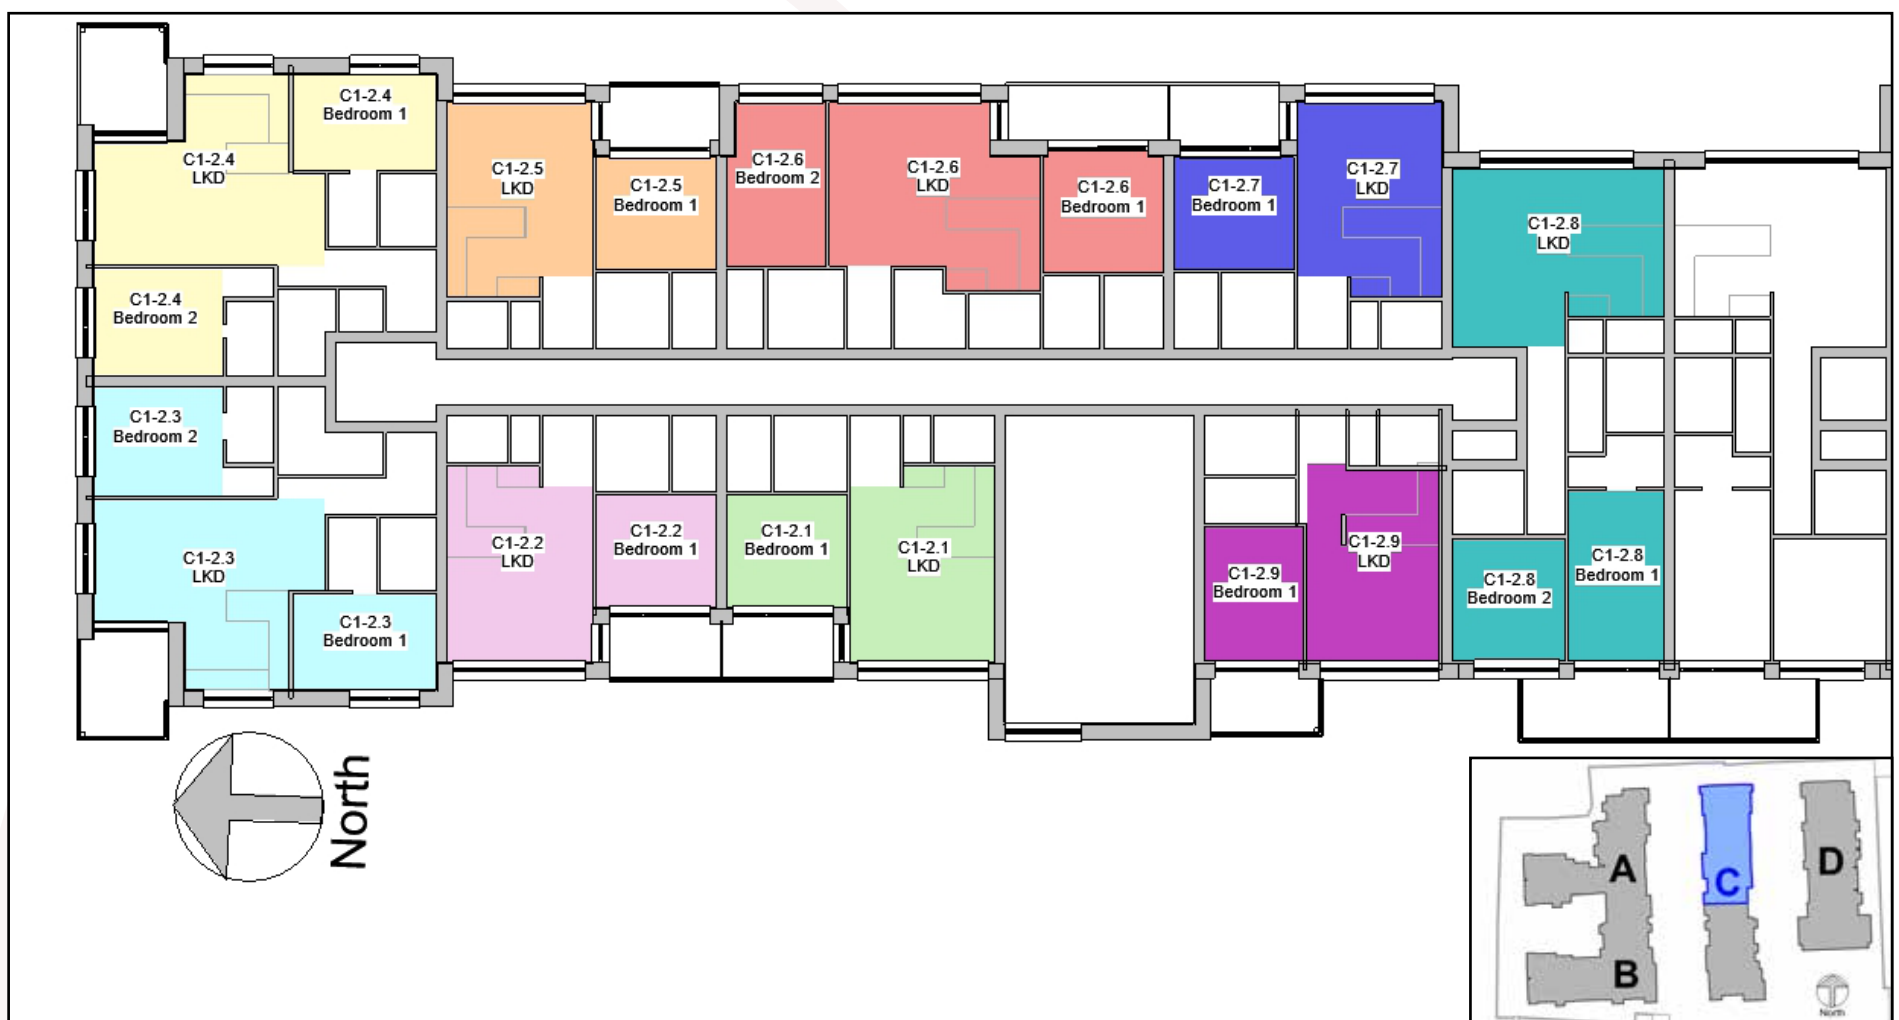 C1-2.4
Bedroom 1
C1-2.4
LKD
C1-2.5
LKD
C1-2.5
Bedroom 1
C1-2.6
Bedroom 2
C1-2.6
LKD
C1-2.6
Bedroom 1
C1-2.7
Bedroom 1
C1-2.7
LKD
C1-2.8
LKD
C1-2.4
Bedroom 2
C1-2.3
Bedroom 2
C1-2.3
LKD
C1-2.3
Bedroom 1
C1-2.2
LKD
C1-2.2
Bedroom 1
C1-2.1
Bedroom 1
C1-2.1
LKD
C1-2.9
Bedroom 1
C1-2.9
LKD
C1-2.8
Bedroom 2
C1-2.8
Bedroom 1
North
A
C
D
B
North